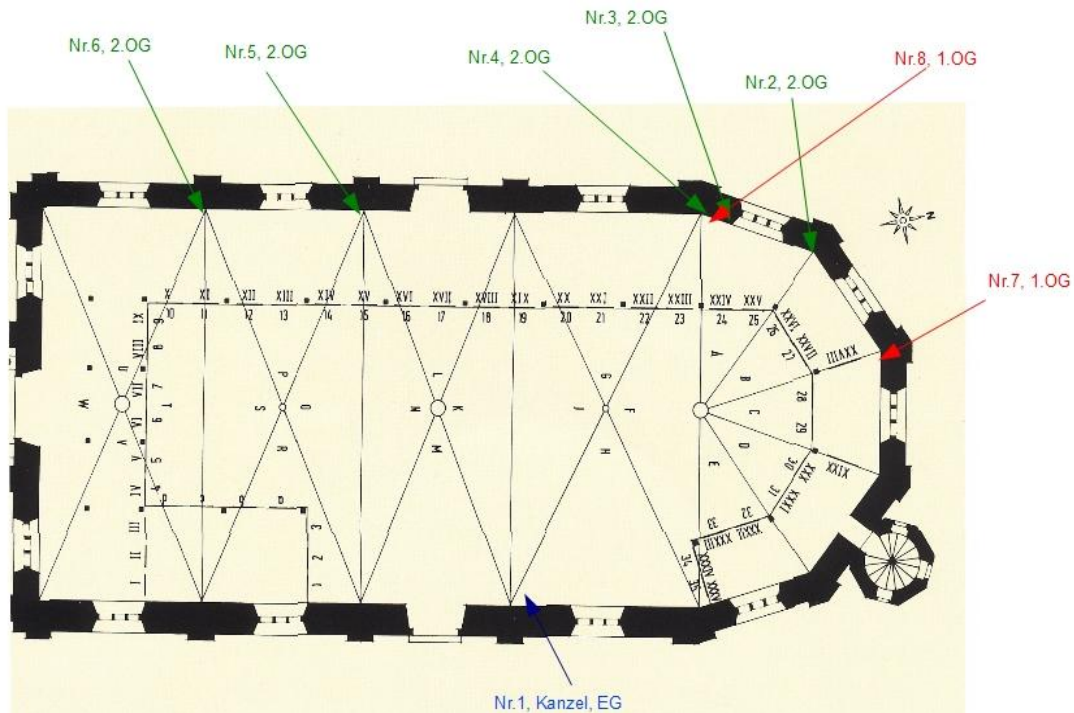 Nr.3, 2.OG
Nr.6, 2.OG
Nr.5, 2.OG
Nr.4, 2.OG
Nr.8, 1.OG
Nr.2, 2.OG
Nr.7, 1.OG
N
X XI XII XIII XIV XV XVI XVII XVIII XIX XX XXI XXII XXIII XXIV XXV
10 11 12 13 14 15 16 17 18 19 20 21 22 23 24 25
XXVI XXVII
26 27
XXVIII
28
29
XXIX
30 31
XXX XXXI
32 33
XXXII XXXIII
34 35
XXXIV XXXV
IX
VIII
VII
VI
V
IV
III
II
I
9
8
7
6
5
4
3
2
1
A
B
C
D
E
F
G
H
J
K
L
M
N
O
P
R
S
T
U
V
W
Nr.1, Kanzel, EG